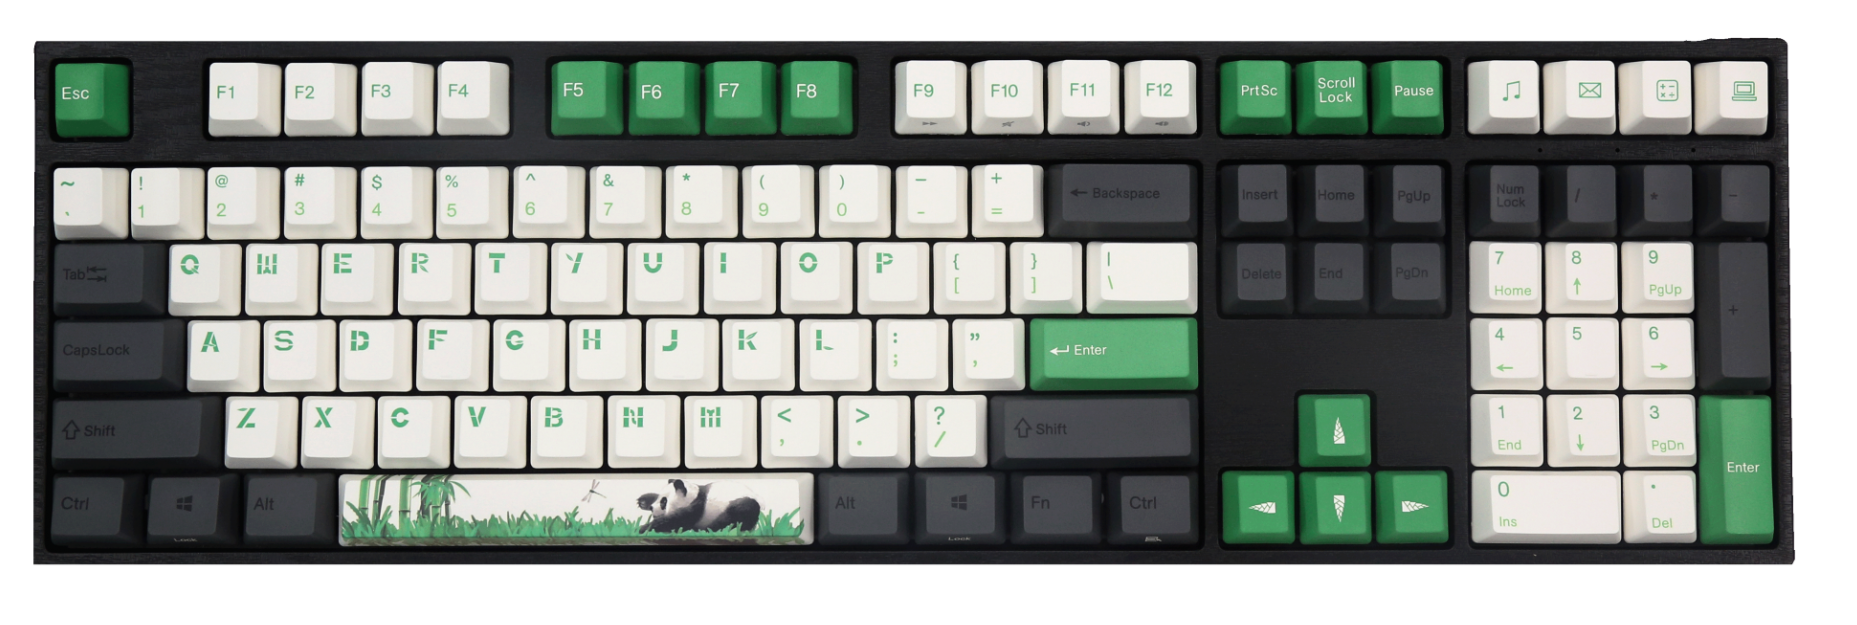 Esc F1 F2 F3 F4 F5 F6 F7 F8 F9 F10 F11 F12 PrtSc Scroll Lock Pause
~ ! @ # $ % ^ & * ( ) _ +
` 1 2 3 4 5 6 7 8 9 0 - = ← Backspace Insert Home PgUp Num Lock / * -
Tab Q W E R T Y U I O P { } |
[ ] \ Delete End PgDn
7 8 9 +
Home ↑ PgUp
CapsLock A S D F G H J K L : ”
; , Enter
4 5 6
← →
Shift Z X C V B N M < > ?
, . / Shift
1 2 3
End ↓ PgDn
Enter
Ctrl Alt Alt Fn Ctrl
Lock Lock
0 .
Ins Del